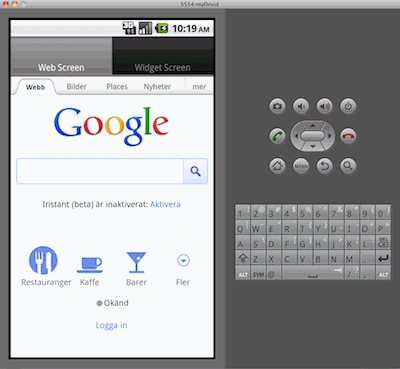 5554:myDroid
3G
10:19 AM
Web Screen Widget Screen
Webb Bilder Places Nyheter mer
Google
Instant (beta) är inaktiverat: Aktivera
Restauranger Kaffe Barer Fler
Okänd
Logga in
MENU
1 2 3 4 5 6 7 8 9 0
Q W E R T Y U I O P
A S D F G H J K L DEL
Z X C V B N M .
ALT SYM @ / , ALT